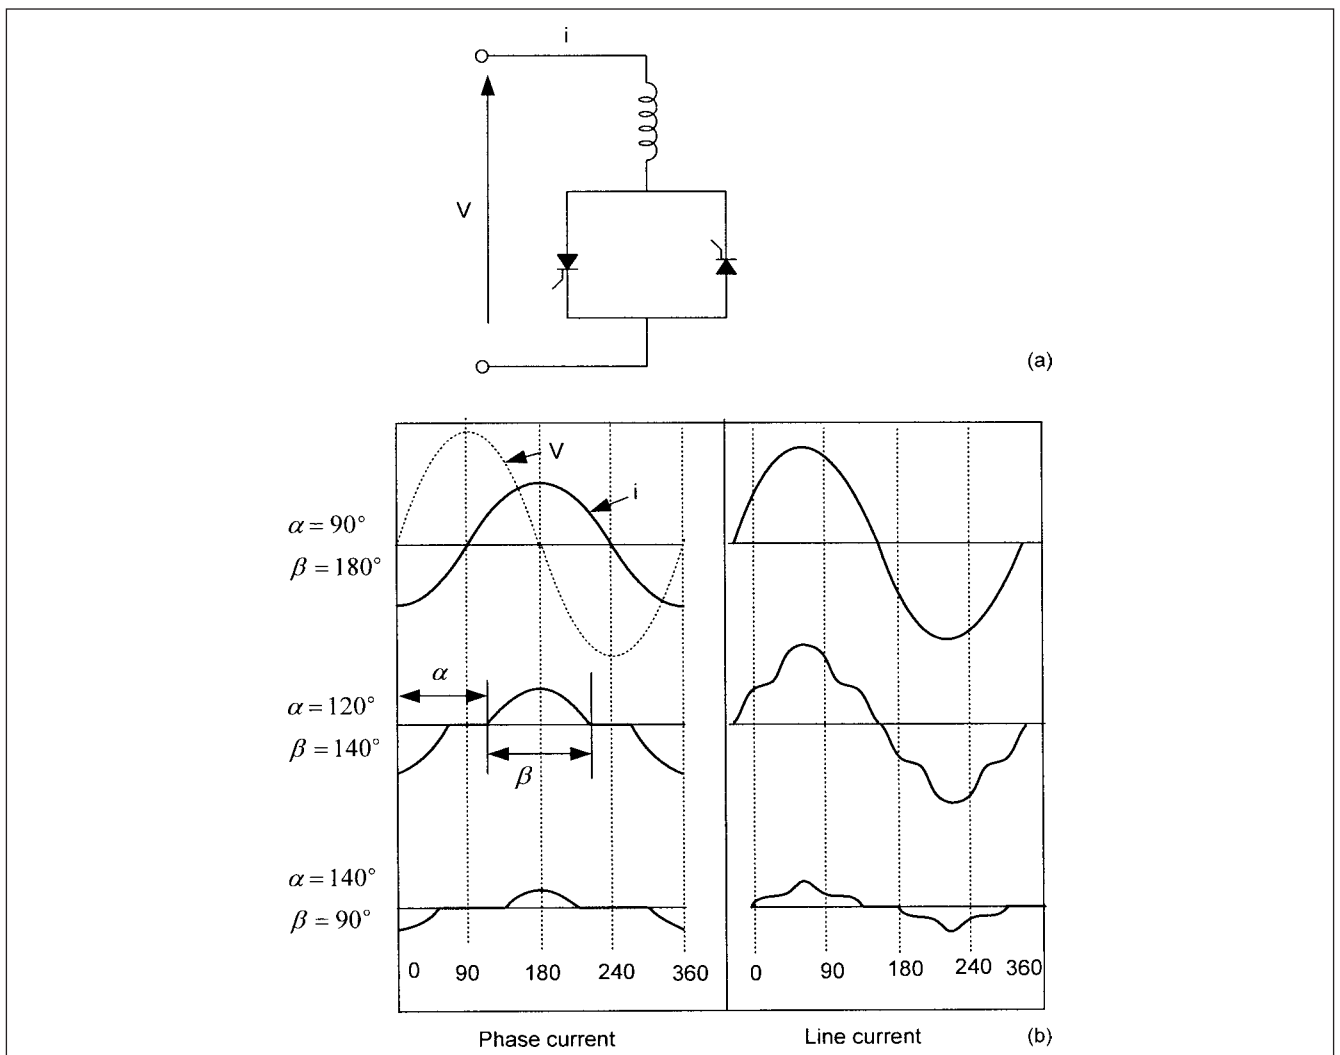 i
V
(a)
V
i
α = 90°
β = 180°
α
α = 120°
β = 140°
β
α = 140°
β = 90°
0 90 180 240 360
0 90 180 240 360
Phase current
Line current
(b)